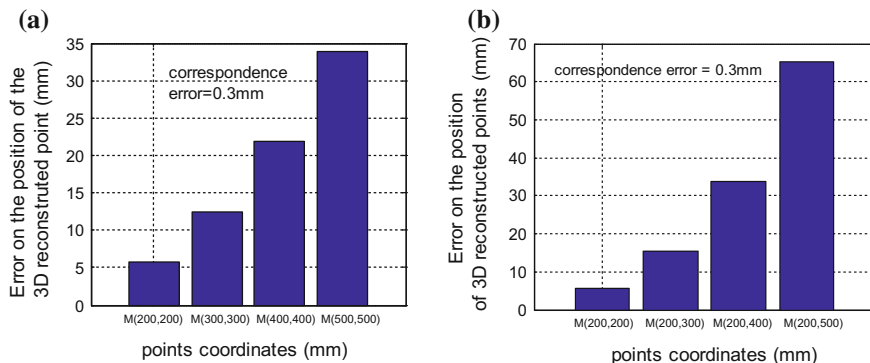 (a)
Error on the position of the
3D reconstruted point (mm)
35
30
25
20
15
10
5
0
correspondence
error=0.3mm
M(200,200) M(300,300) M(400,400) M(500,500)
points coordinates (mm)
(b)
Error on the position
of 3D reconstructed points (mm)
70
60
50
40
30
20
10
0
correspondence error = 0.3mm
M(200,200) M(200,300) M(200,400) M(200,500)
points coordinates (mm)